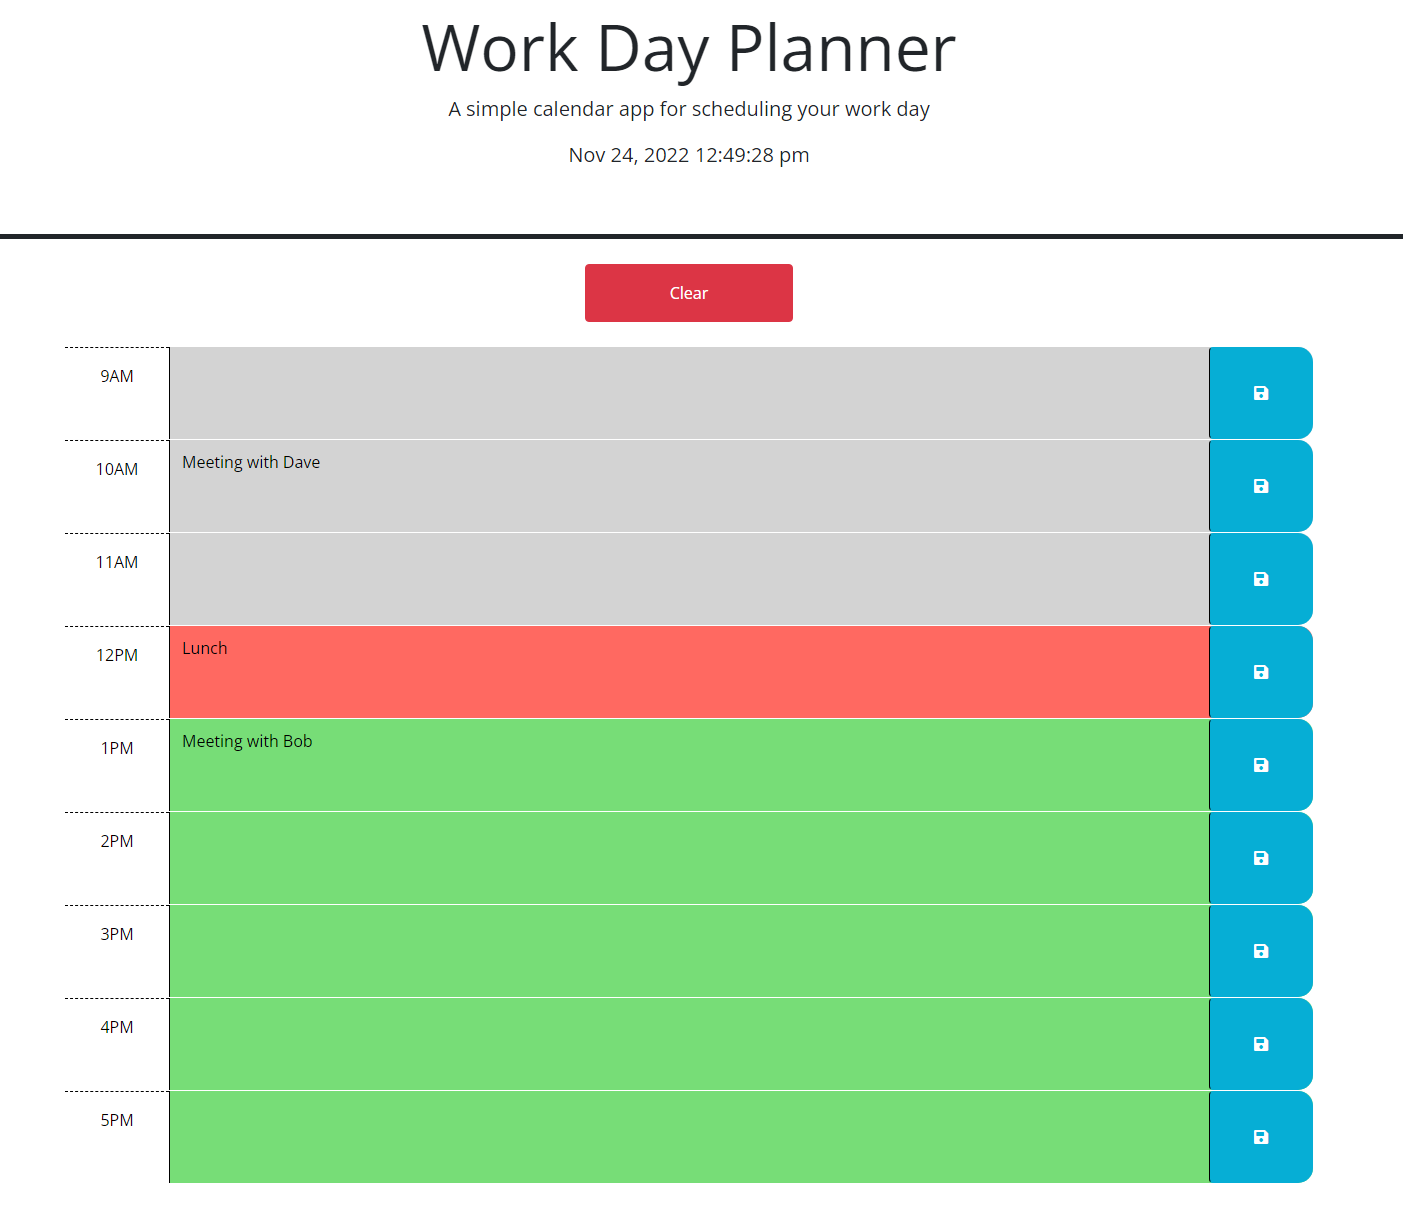 Work Day Planner
A simple calendar app for scheduling your work day
Nov 24, 2022 12:49:28 pm
Clear
9AM
10AM Meeting with Dave
11AM
12PM Lunch
1PM Meeting with Bob
2PM
3PM
4PM
5PM